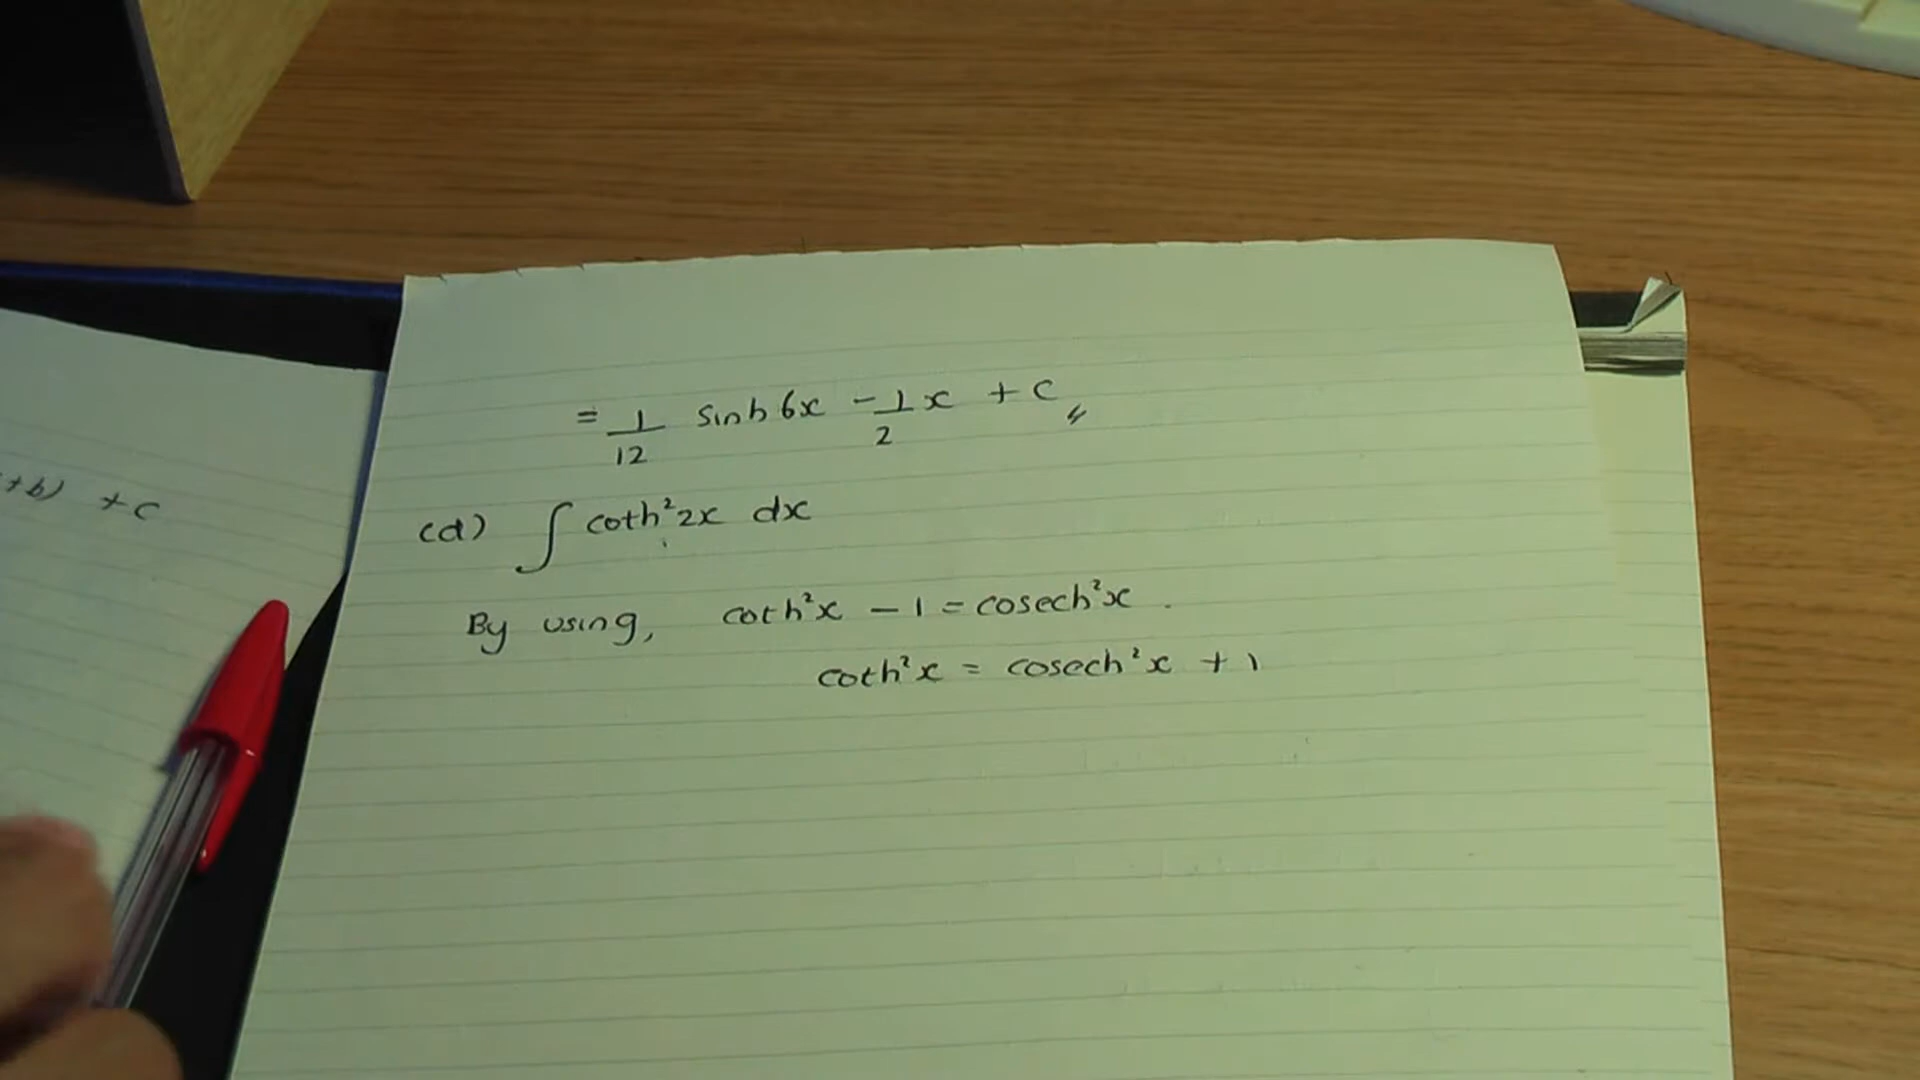 = 1/12 sinh 6x - 1/2 x + c
+b) + c
(d) ∫ coth²2x dx
By using, coth²x - 1 = cosech²x.
coth²x = cosech²x + 1